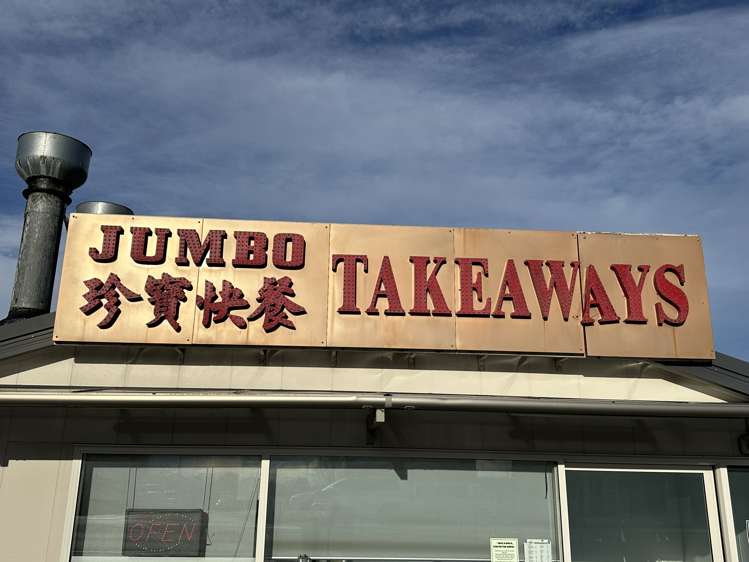 JUMBO
珍寶快餐
TAKEAWAYS
OPEN